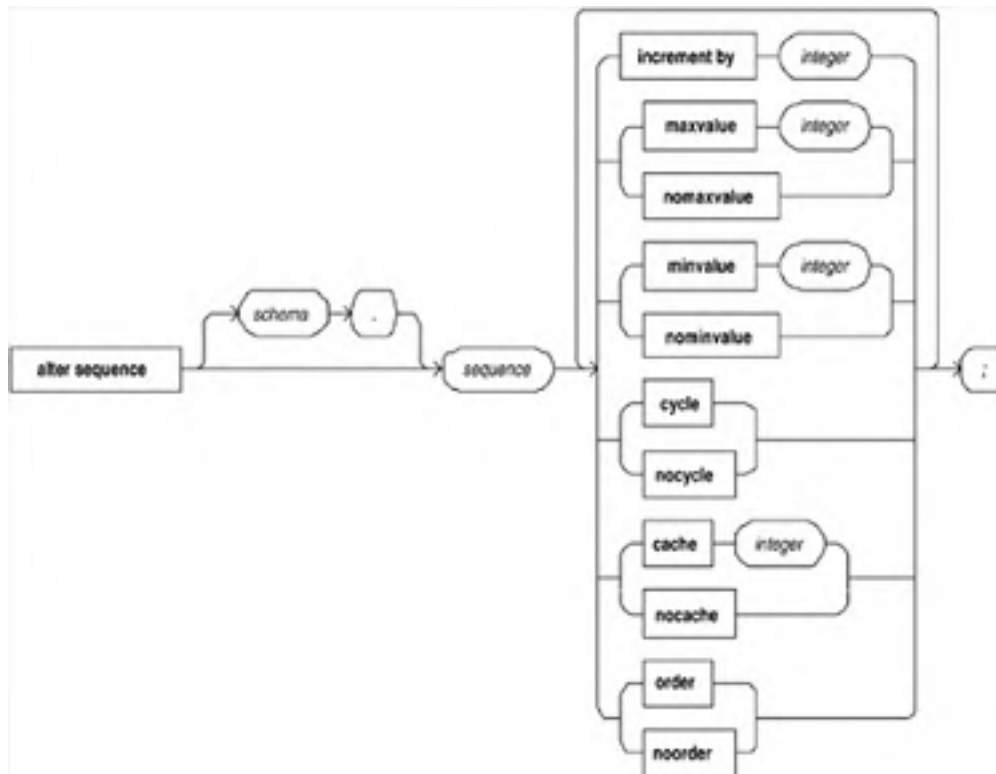 increment by integer
maxvalue integer
nomaxvalue
minvalue integer
nominvalue
schema .
alter sequence sequence ;
cycle
nocycle
cache integer
nocache
order
noorder